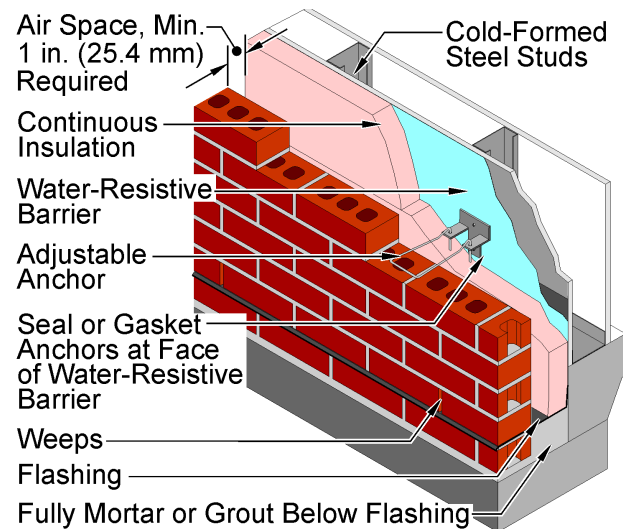 Air Space, Min.
1 in. (25.4 mm)
Required
Cold-Formed
Steel Studs
Continuous
Insulation
Water-Resistive
Barrier
Adjustable
Anchor
Seal or Gasket
Anchors at Face
of Water-Resistive
Barrier
Weeps
Flashing
Fully Mortar or Grout Below Flashing